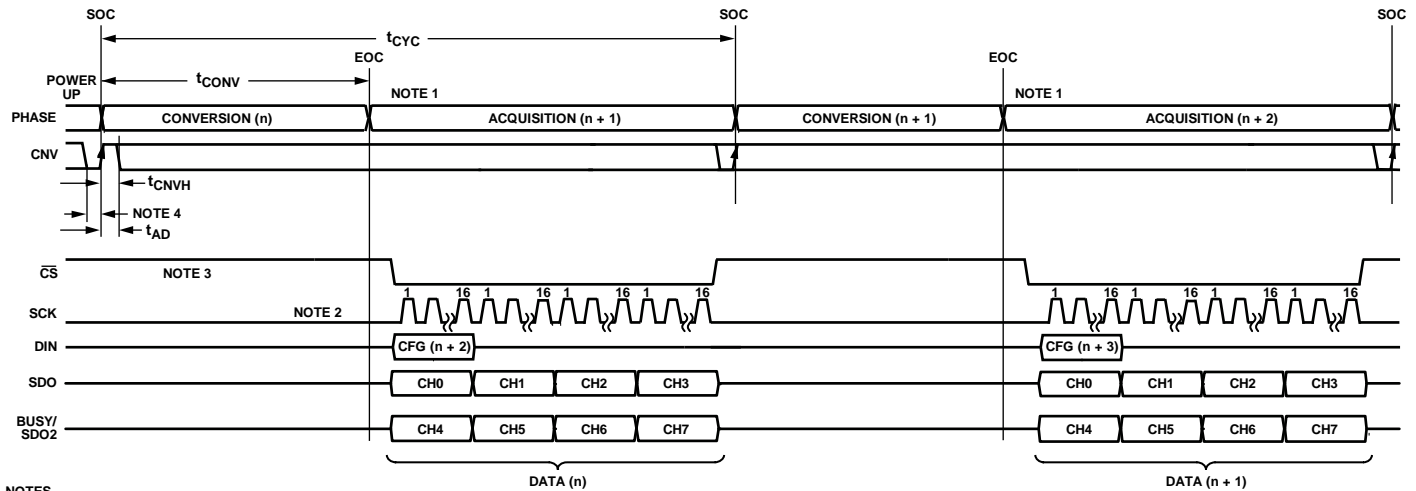 SOC SOC SOC
tCYC
EOC EOC
tCONV
POWER UP
NOTE 1 NOTE 1
PHASE CONVERSION (n) ACQUISITION (n + 1) CONVERSION (n + 1) ACQUISITION (n + 2)
CNV
tCNVH
NOTE 4
tAD
CS NOTE 3
1 16 1 16 1 16 1 16 1 16 1 16 1 16 1 16
SCK NOTE 2
DIN CFG (n + 2) CFG (n + 3)
SDO CH0 CH1 CH2 CH3 CH0 CH1 CH2 CH3
BUSY/
SDO2 CH4 CH5 CH6 CH7 CH4 CH5 CH6 CH7
DATA (n) DATA (n + 1)
NOTES